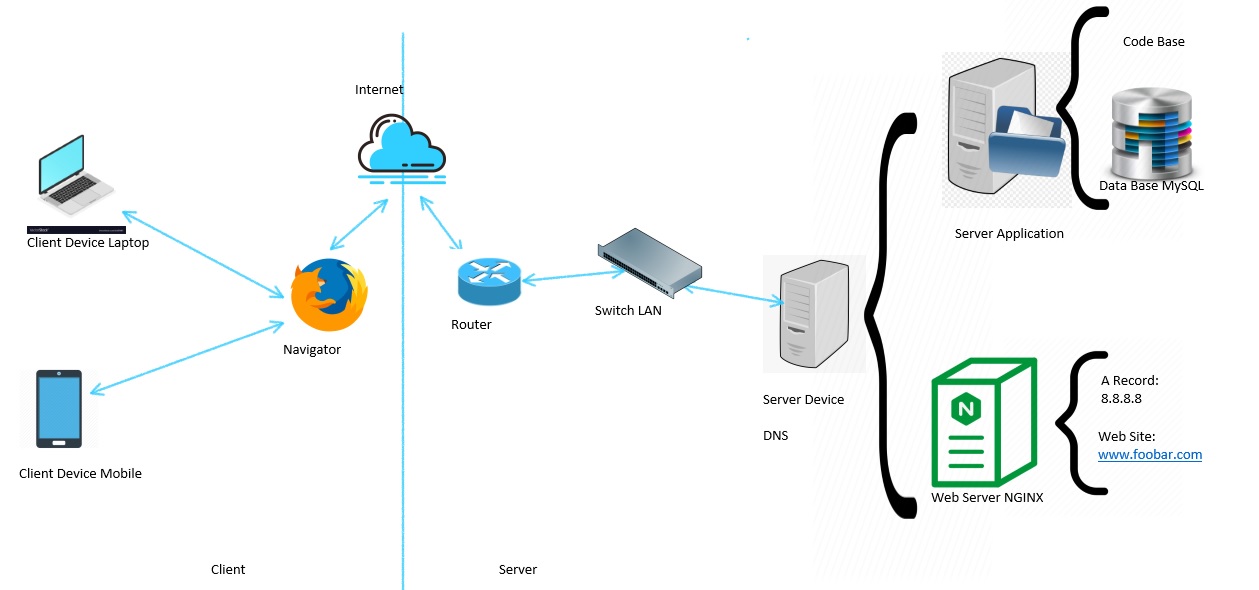 Code Base
Internet
Data Base MySQL
Server Application
Client Device Laptop
Switch LAN
Router
Navigator
A Record:
8.8.8.8
Server Device
DNS
Web Site:
www.foobar.com
Client Device Mobile
N
Web Server NGINX
Client
Server